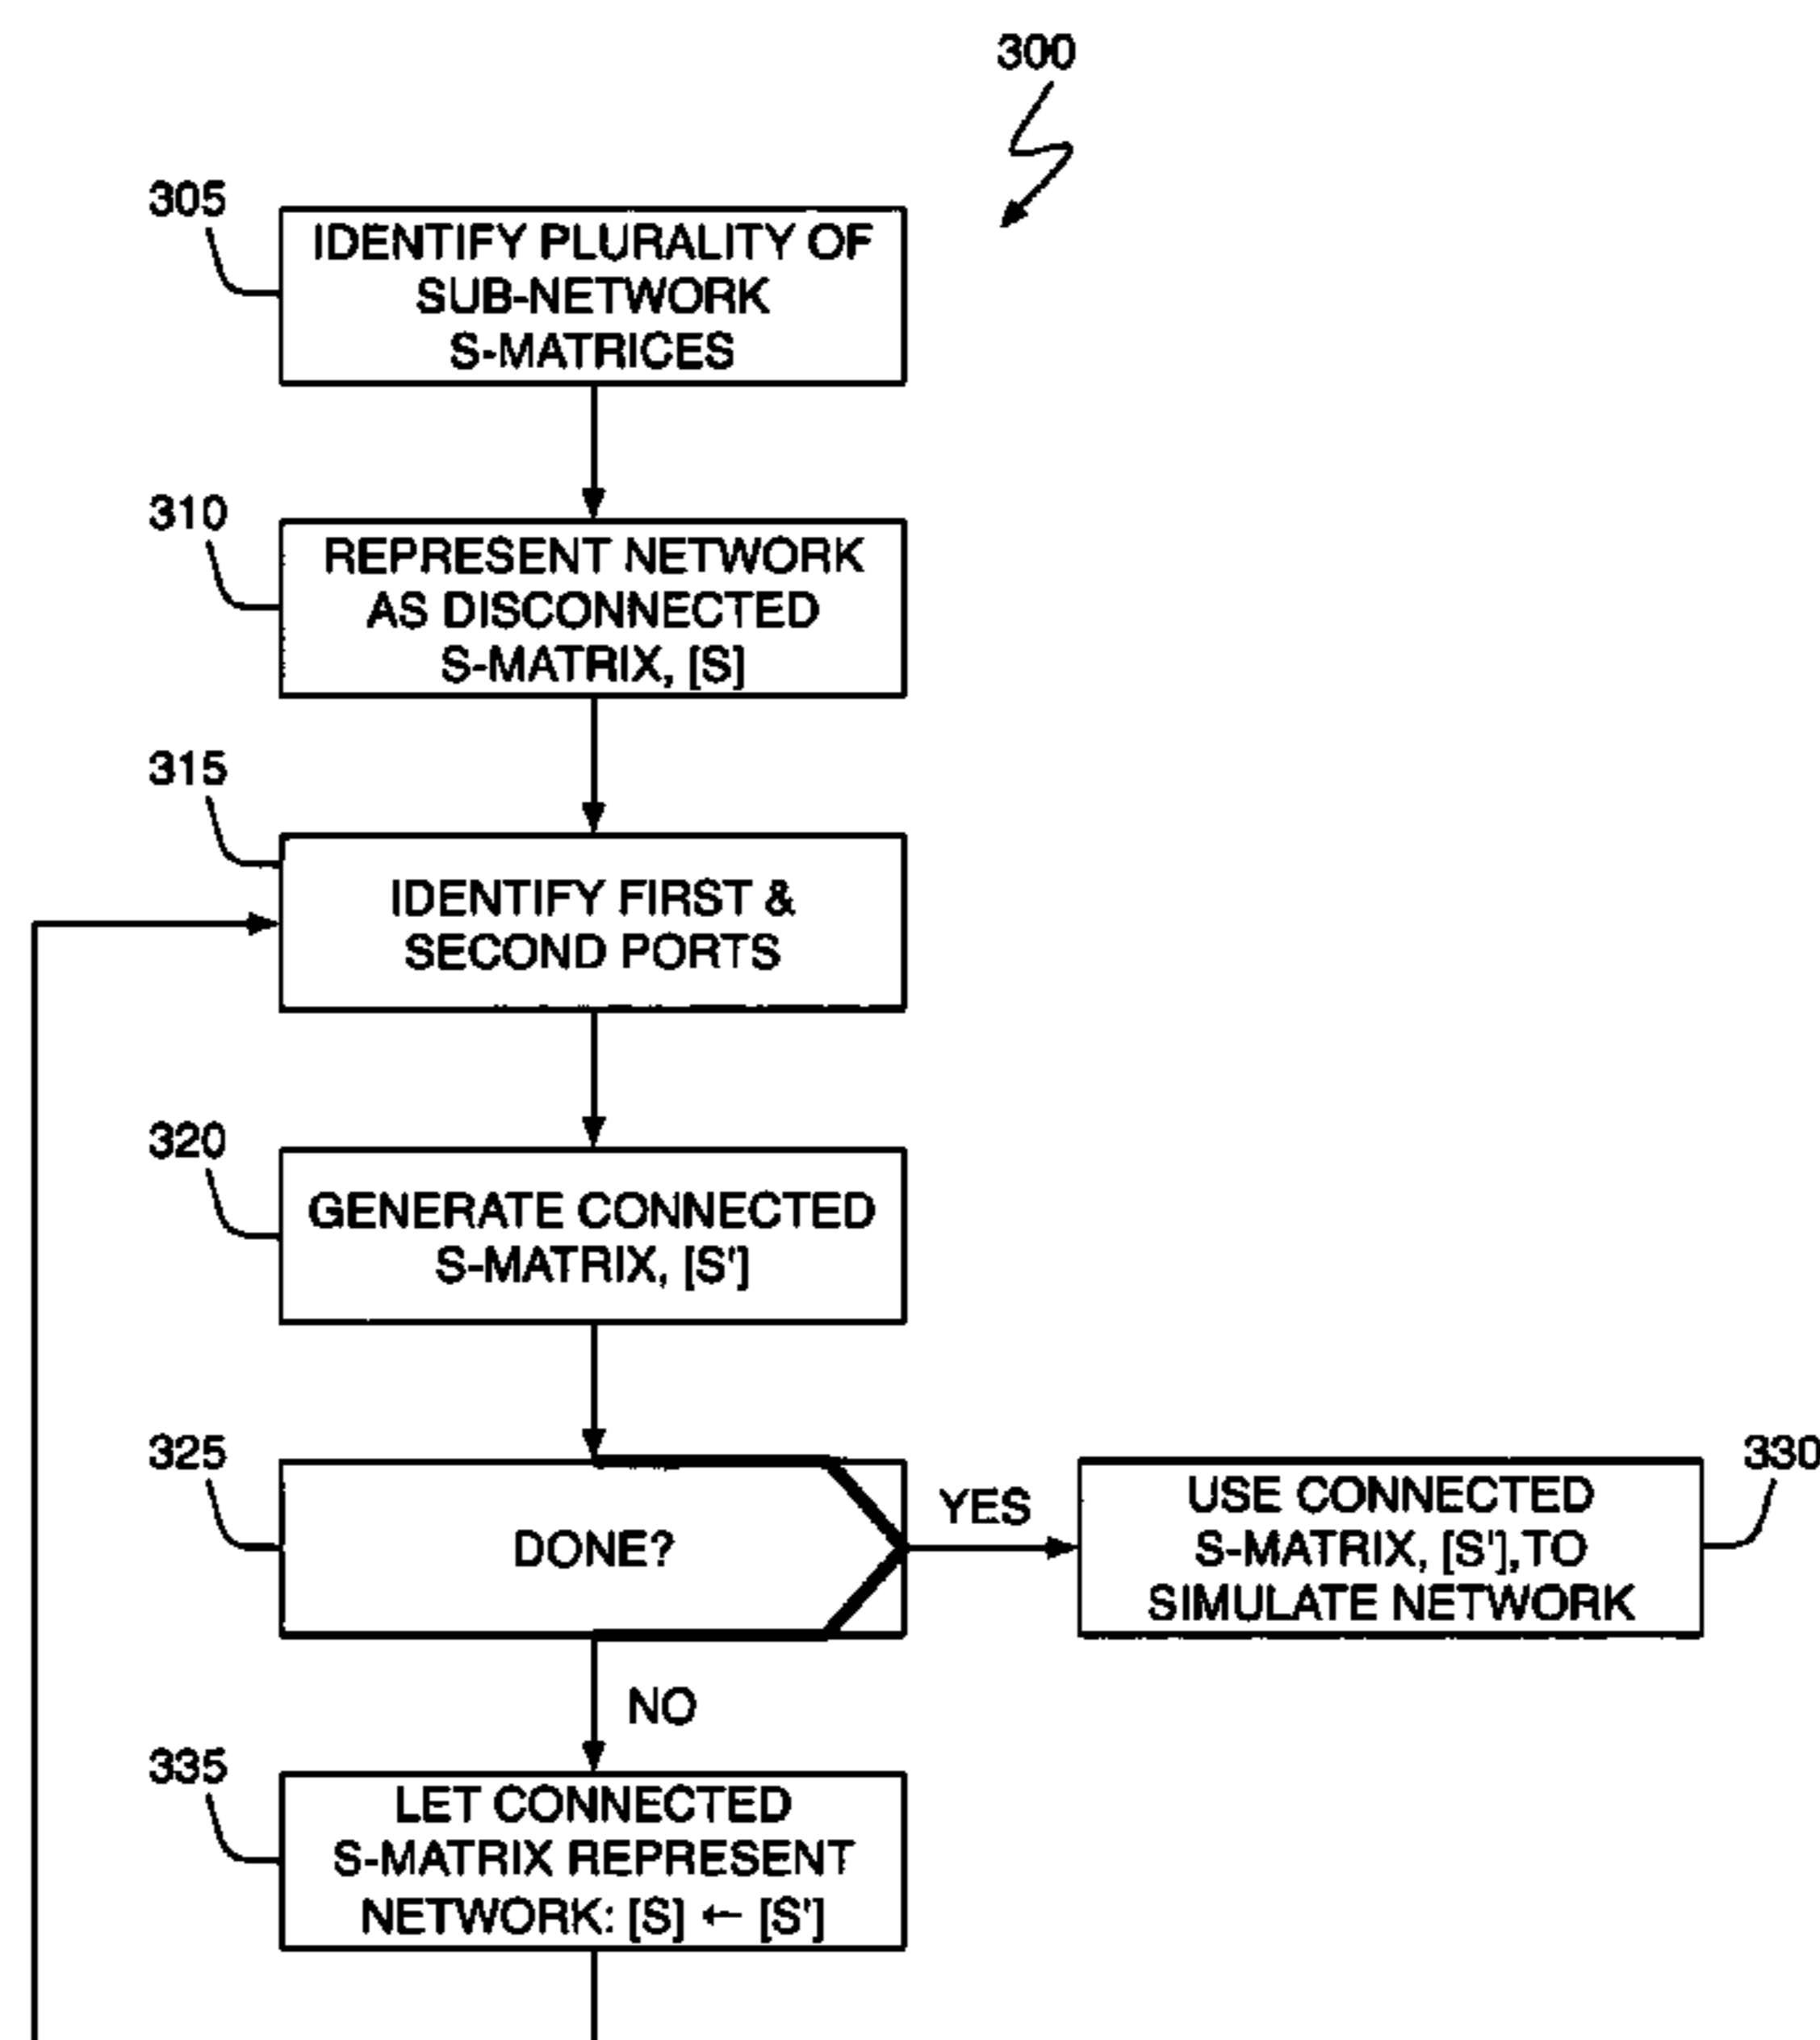 300
305
IDENTIFY PLURALITY OF
SUB-NETWORK
S-MATRICES
310
REPRESENT NETWORK
AS DISCONNECTED
S-MATRIX, [S]
315
IDENTIFY FIRST &
SECOND PORTS
320
GENERATE CONNECTED
S-MATRIX, [S']
325
DONE?
YES
330
USE CONNECTED
S-MATRIX, [S'], TO
SIMULATE NETWORK
NO
335
LET CONNECTED
S-MATRIX REPRESENT
NETWORK: [S] ← [S']